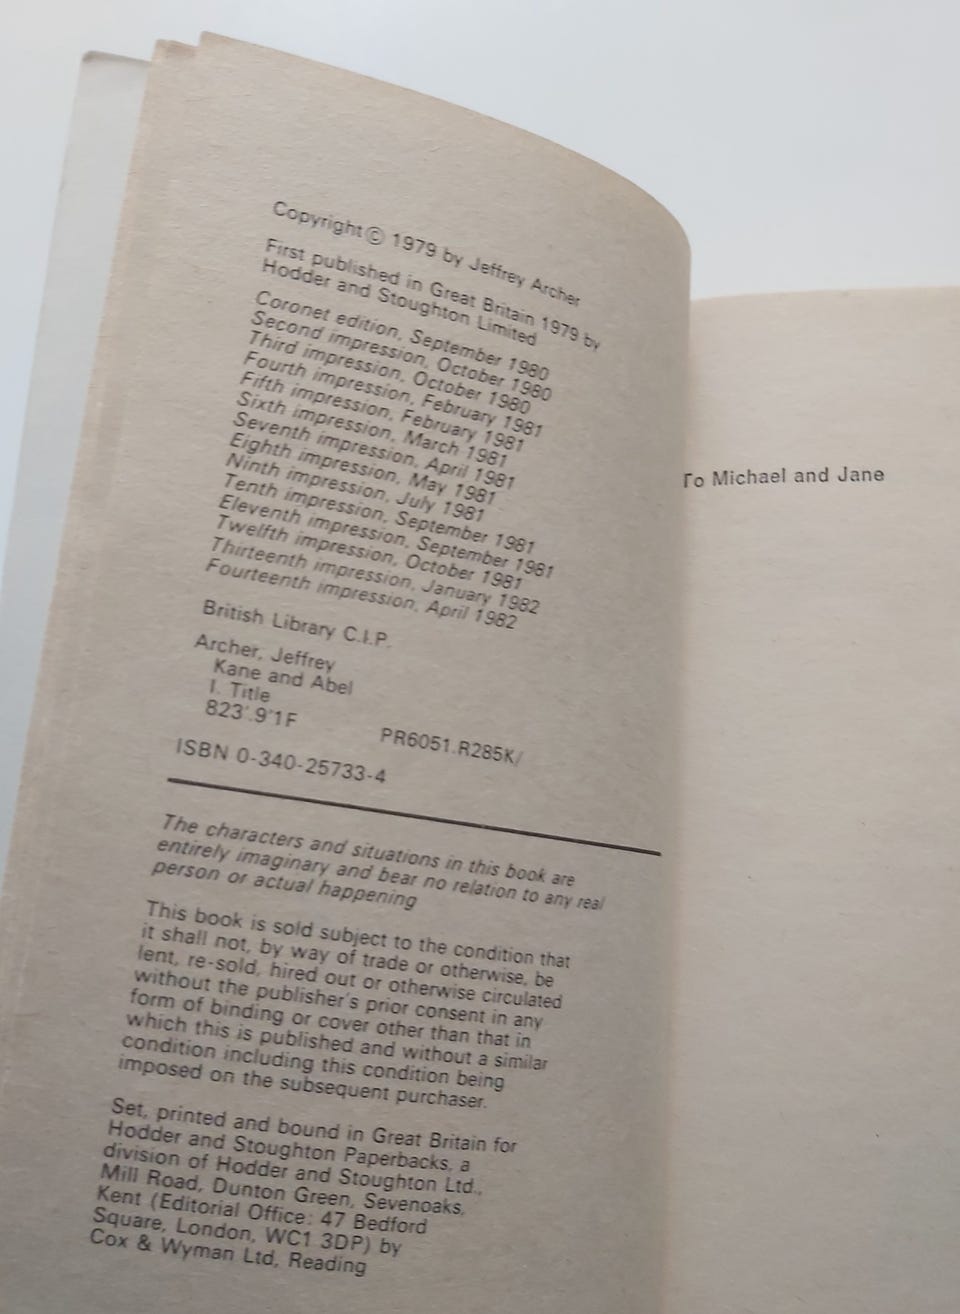 Copyright © 1979 by Jeffrey Archer
First published in Great Britain 1979 by
Hodder and Stoughton Limited
Coronet edition, September 1980
Second impression, October 1980
Third impression, October 1980
Fourth impression, February 1981
Fifth impression, February 1981
Sixth impression, March 1981
Seventh impression, April 1981
Eighth impression, May 1981
Ninth impression, July 1981
Tenth impression, September 1981
Eleventh impression, September 1981
Twelfth impression, October 1981
Thirteenth impression, January 1982
Fourteenth impression, April 1982
British Library C.I.P.
Archer, Jeffrey
Kane and Abel
I. Title
823'.9'1F PR6051.R285K/
ISBN 0-340-25733-4
The characters and situations in this book are
entirely imaginary and bear no relation to any real
person or actual happening
This book is sold subject to the condition that
it shall not, by way of trade or otherwise, be
lent, re-sold, hired out or otherwise circulated
without the publisher's prior consent in any
form of binding or cover other than that in
which this is published and without a similar
condition including this condition being
imposed on the subsequent purchaser.
Set, printed and bound in Great Britain for
Hodder and Stoughton Paperbacks, a
division of Hodder and Stoughton Ltd.,
Mill Road, Dunton Green, Sevenoaks,
Kent (Editorial Office: 47 Bedford
Square, London, WC1 3DP) by
Cox & Wyman Ltd, Reading
To Michael and Jane